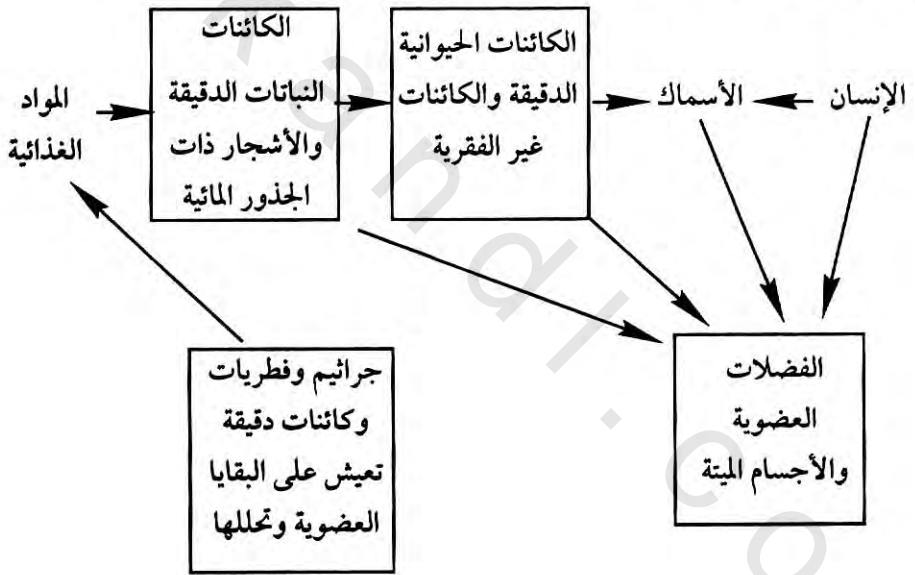 الكائنات
النباتات الدقيقة
والأشجار ذات
الجذور المائية
الكائنات الحيوانية
الدقيقة والكائنات
غير الفقرية
الإنسان
الأسماك
المواد
الغذائية
جراثيم وفطريات
وكائنات دقيقة
تعيش على البقايا
العضوية وتحللها
الفضلات
العضوية
والأجسام الميتة